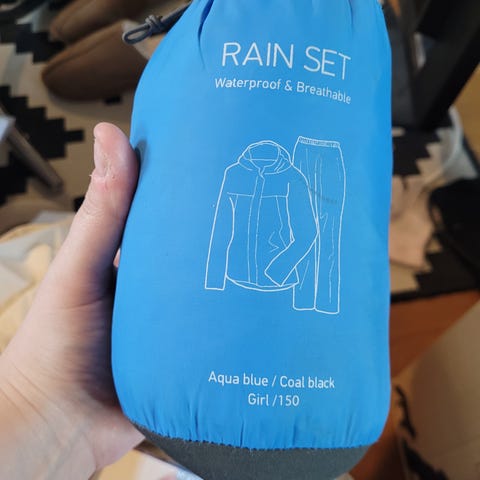 RAIN SET
Waterproof & Breathable
Aqua blue / Coal black
Girl /150